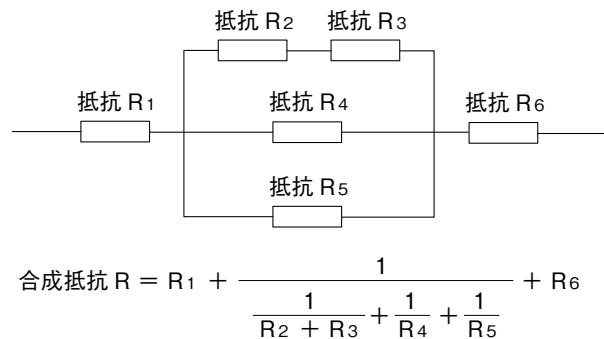 抵抗 R2 抵抗 R3
抵抗 R1 抵抗 R4 抵抗 R6
抵抗 R5
合成抵抗 R = R1 + 1 / (1 / (R2 + R3) + 1 / R4 + 1 / R5) + R6